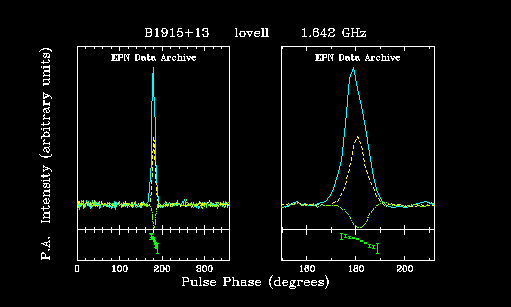 B1915+13 lovell 1.642 GHz
EPN Data Archive
EPN Data Archive
P.A. Intensity (arbitrary units)
0 100 200 300
160 180 200
Pulse Phase (degrees)